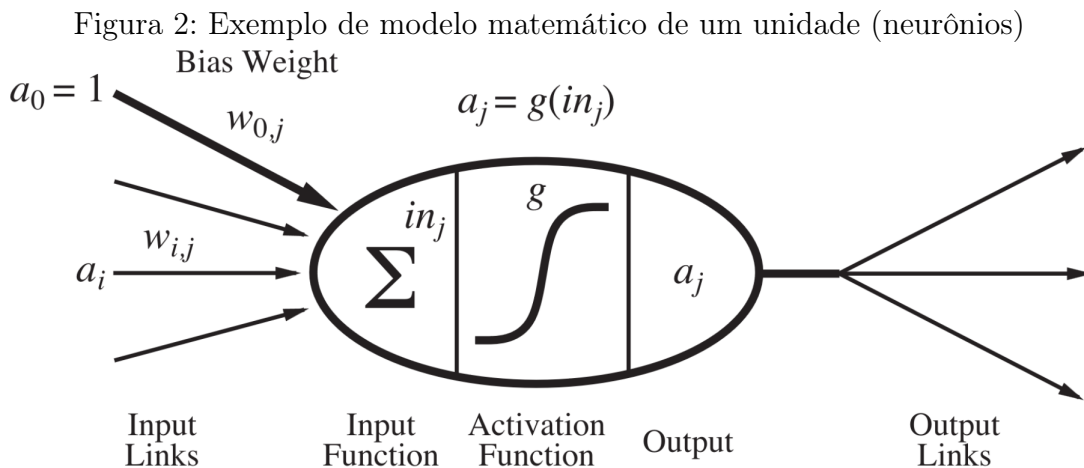 Figura 2: Exemplo de modelo matemático de um unidade (neurônios)
Bias Weight
a₀ = 1
w₀,ⱼ
aⱼ = g(inⱼ)
inⱼ
g
wᵢ,ⱼ
aᵢ
Σ
aⱼ
Input
Links
Input
Function
Activation
Function
Output
Output
Links